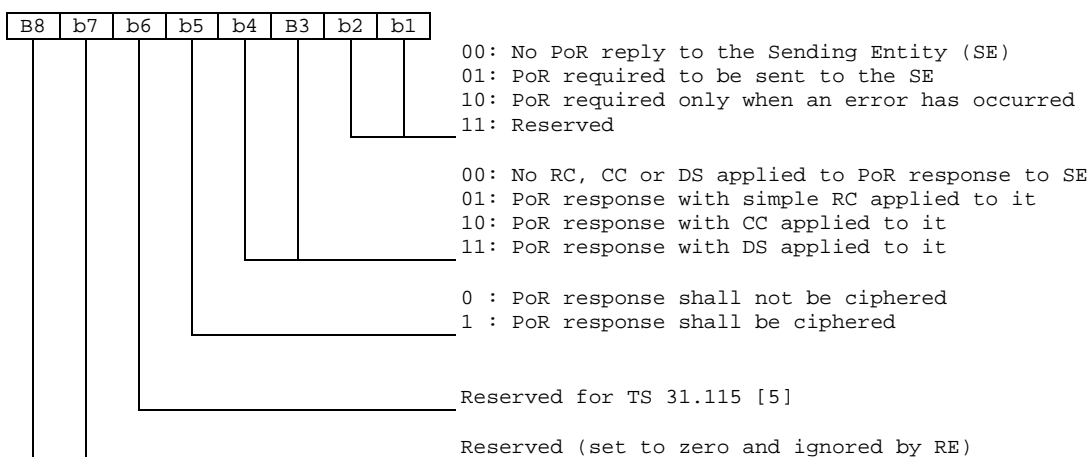 B8 b7 b6 b5 b4 B3 b2 b1
00: No PoR reply to the Sending Entity (SE)
01: PoR required to be sent to the SE
10: PoR required only when an error has occurred
11: Reserved
00: No RC, CC or DS applied to PoR response to SE
01: PoR response with simple RC applied to it
10: PoR response with CC applied to it
11: PoR response with DS applied to it
0 : PoR response shall not be ciphered
1 : PoR response shall be ciphered
Reserved for TS 31.115 [5]
Reserved (set to zero and ignored by RE)